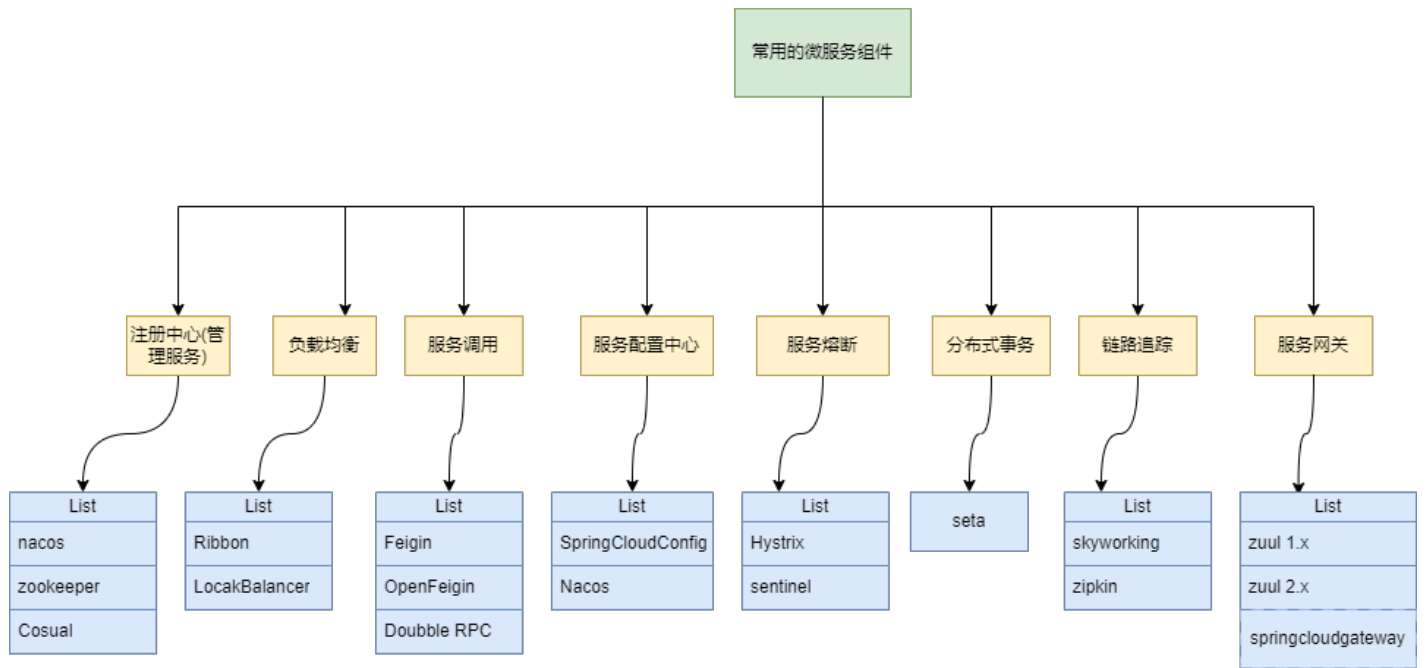 常用的微服务组件
注册中心(管
理服务)
负载均衡
服务调用
服务配置中心
服务熔断
分布式事务
链路追踪
服务网关
List
nacos
zookeeper
Cosual
List
Ribbon
LocakBalancer
List
Feigin
OpenFeigin
Doubble RPC
List
SpringCloudConfig
Nacos
List
Hystrix
sentinel
seta
List
skyworking
zipkin
List
zuul 1.x
zuul 2.x
springcloudgateway